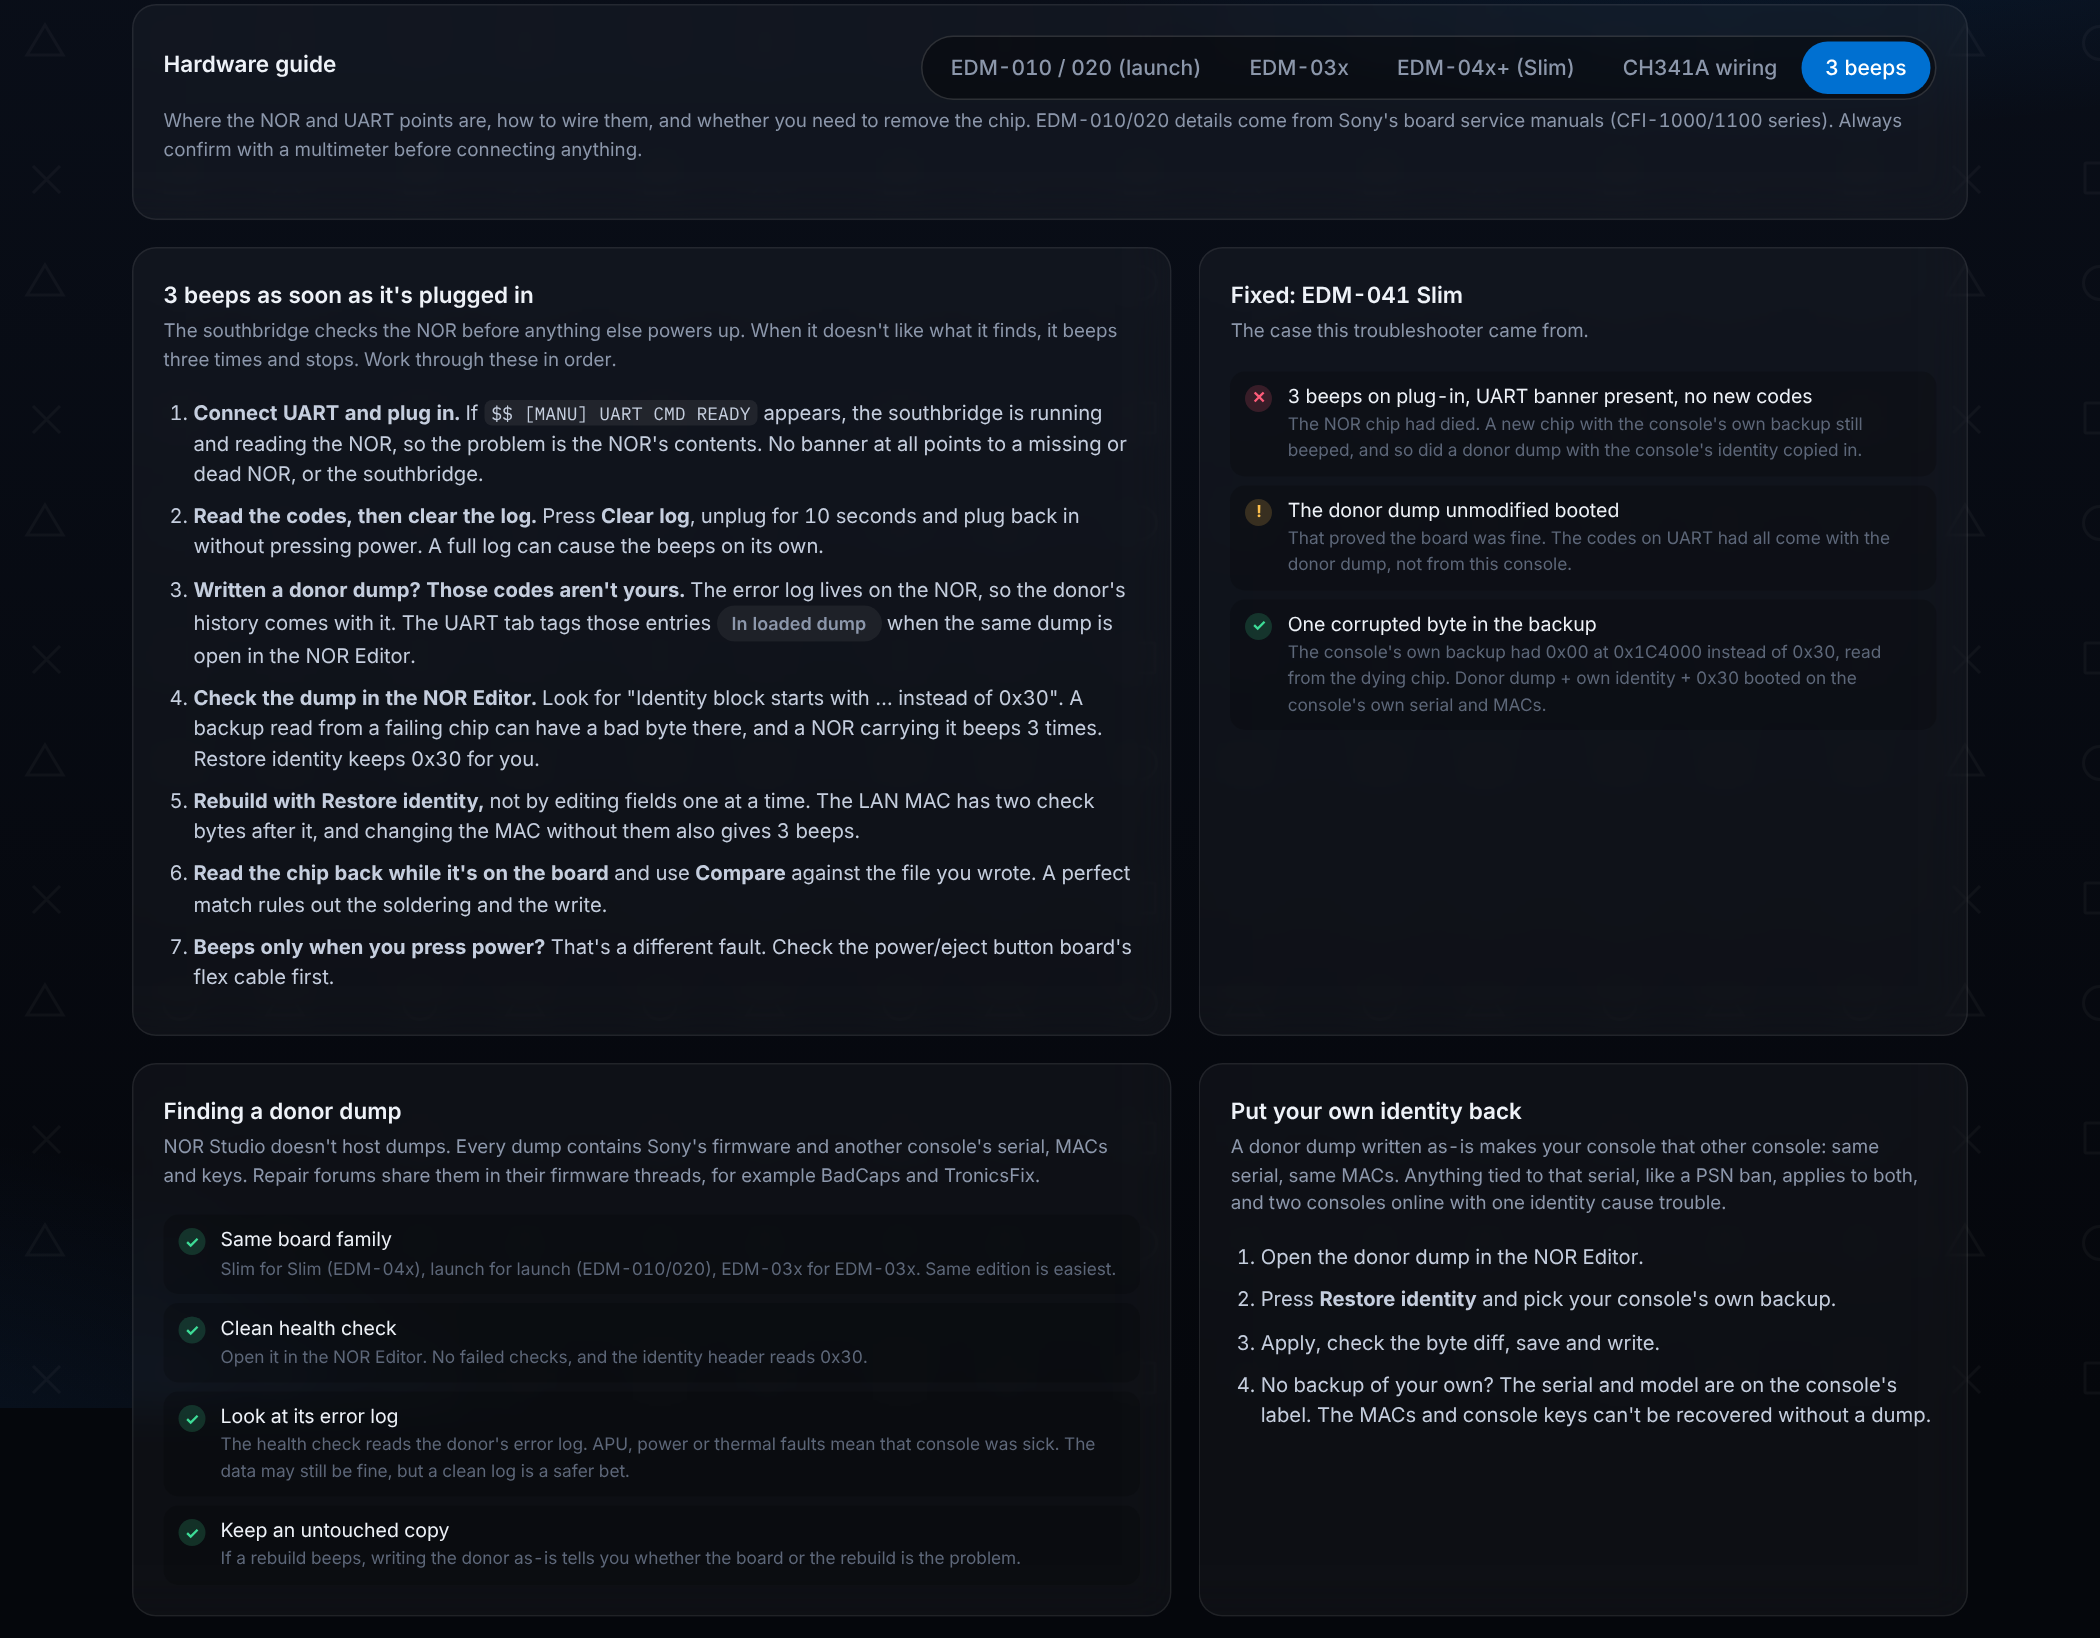 Hardware guide
EDM-010 / 020 (launch)
EDM-03x
EDM-04x+ (Slim)
CH341A wiring
3 beeps
Where the NOR and UART points are, how to wire them, and whether you need to remove the chip. EDM-010/020 details come from Sony's board service manuals (CFI-1000/1100 series). Always
confirm with a multimeter before connecting anything.
3 beeps as soon as it's plugged in
The southbridge checks the NOR before anything else powers up. When it doesn't like what it finds, it beeps
three times and stops. Work through these in order.
1. Connect UART and plug in. If $$ [MANU] UART CMD READY appears, the southbridge is running
and reading the NOR, so the problem is the NOR's contents. No banner at all points to a missing or
dead NOR, or the southbridge.
2. Read the codes, then clear the log. Press Clear log, unplug for 10 seconds and plug back in
without pressing power. A full log can cause the beeps on its own.
3. Written a donor dump? Those codes aren't yours. The error log lives on the NOR, so the donor's
history comes with it. The UART tab tags those entries In loaded dump when the same dump is
open in the NOR Editor.
4. Check the dump in the NOR Editor. Look for "Identity block starts with ... instead of 0x30". A
backup read from a failing chip can have a bad byte there, and a NOR carrying it beeps 3 times.
Restore identity keeps 0x30 for you.
5. Rebuild with Restore identity, not by editing fields one at a time. The LAN MAC has two check
bytes after it, and changing the MAC without them also gives 3 beeps.
6. Read the chip back while it's on the board and use Compare against the file you wrote. A perfect
match rules out the soldering and the write.
7. Beeps only when you press power? That's a different fault. Check the power/eject button board's
flex cable first.
Fixed: EDM-041 Slim
The case this troubleshooter came from.
3 beeps on plug-in, UART banner present, no new codes
The NOR chip had died. A new chip with the console's own backup still
beeped, and so did a donor dump with the console's identity copied in.
The donor dump unmodified booted
That proved the board was fine. The codes on UART had all come with the
donor dump, not from this console.
One corrupted byte in the backup
The console's own backup had 0x00 at 0x1C4000 instead of 0x30, read
from the dying chip. Donor dump + own identity + 0x30 booted on the
console's own serial and MACs.
Finding a donor dump
NOR Studio doesn't host dumps. Every dump contains Sony's firmware and another console's serial, MACs
and keys. Repair forums share them in their firmware threads, for example BadCaps and TronicsFix.
Same board family
Slim for Slim (EDM-04x), launch for launch (EDM-010/020), EDM-03x for EDM-03x. Same edition is easiest.
Clean health check
Open it in the NOR Editor. No failed checks, and the identity header reads 0x30.
Look at its error log
The health check reads the donor's error log. APU, power or thermal faults mean that console was sick. The
data may still be fine, but a clean log is a safer bet.
Keep an untouched copy
If a rebuild beeps, writing the donor as-is tells you whether the board or the rebuild is the problem.
Put your own identity back
A donor dump written as-is makes your console that other console: same
serial, same MACs. Anything tied to that serial, like a PSN ban, applies to both,
and two consoles online with one identity cause trouble.
1. Open the donor dump in the NOR Editor.
2. Press Restore identity and pick your console's own backup.
3. Apply, check the byte diff, save and write.
4. No backup of your own? The serial and model are on the console's
label. The MACs and console keys can't be recovered without a dump.